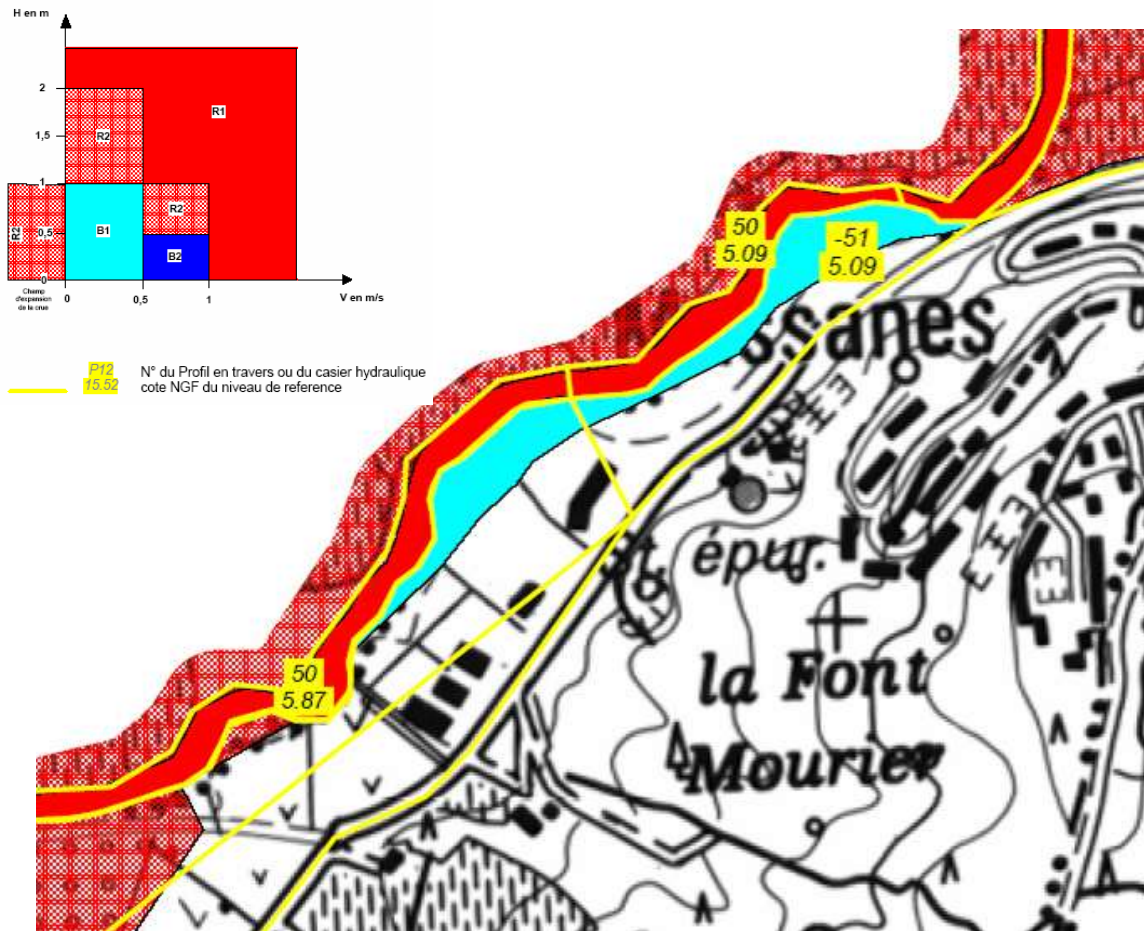 H en m
2
R2
R1
1,5
1
R2
R2
0,5
B1
B2
0
Champ
d'expansion
de la crue
0
0,5
1
V en m/s
P12
15.52
N° du Profil en travers ou du casier hydraulique
cote NGF du niveau de reference
50
5.09
-51
5.09
ssanes
St. épur.
la Font
Mourier
50
5.87